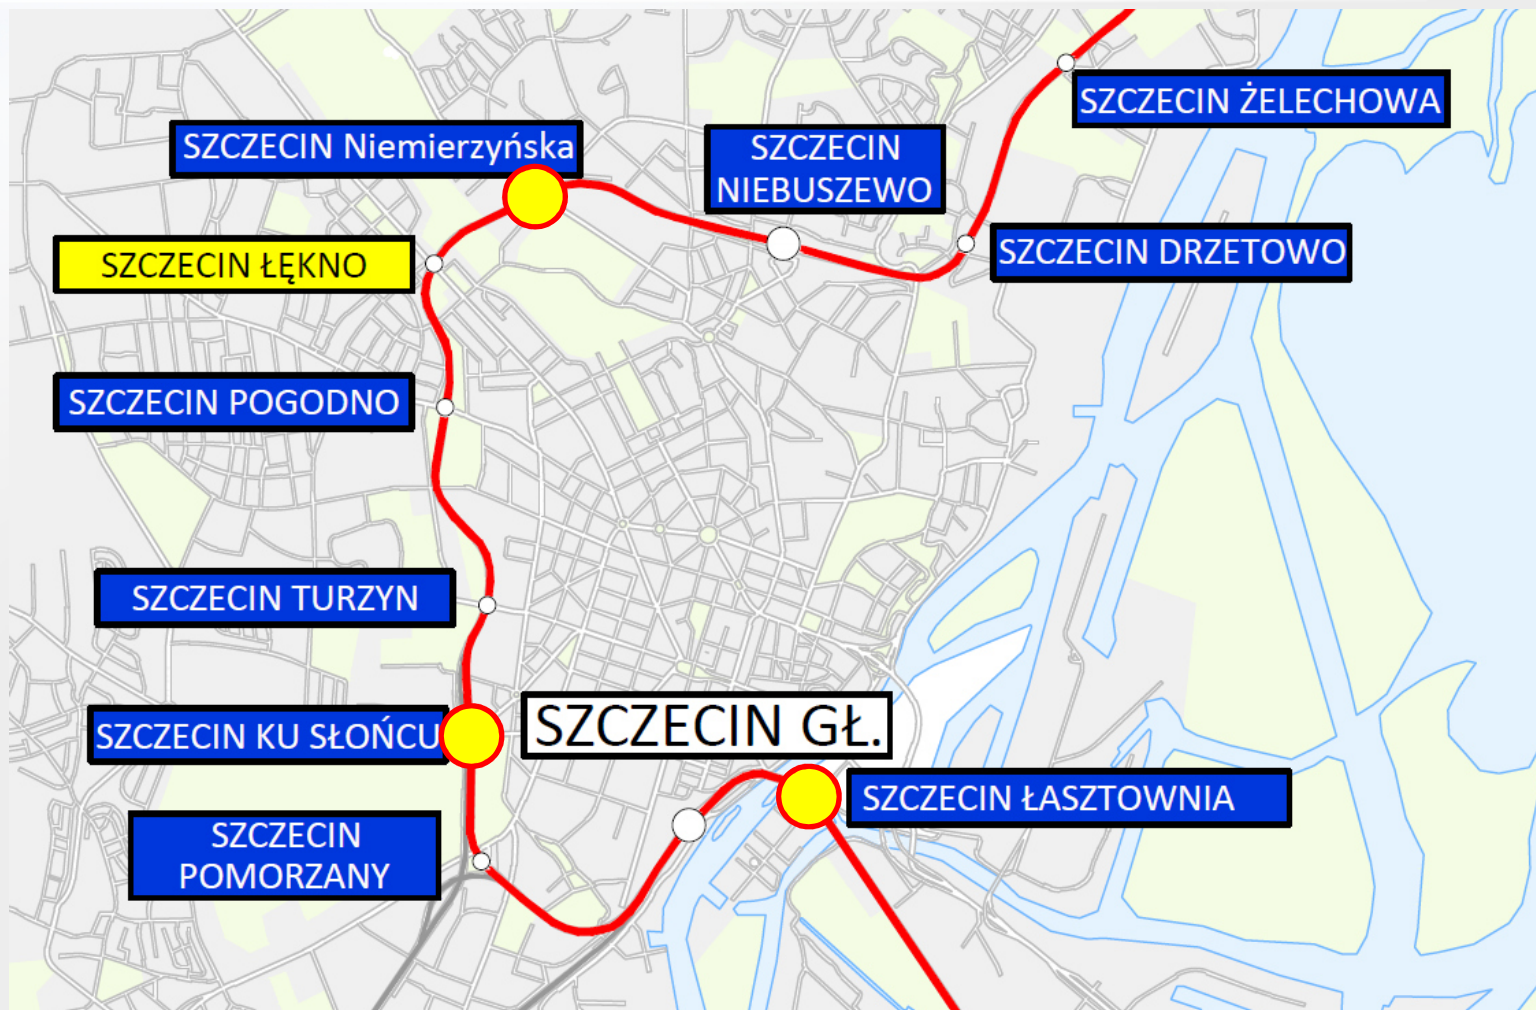 SZCZECIN ŻELECHOWA
SZCZECIN Niemierzyńska
SZCZECIN
NIEBUSZEWO
SZCZECIN DRZETOWO
SZCZECIN ŁĘKNO
SZCZECIN POGODNO
SZCZECIN TURZYN
SZCZECIN KU SŁOŃCU
SZCZECIN GŁ.
SZCZECIN ŁASZTOWNIA
SZCZECIN
POMORZANY